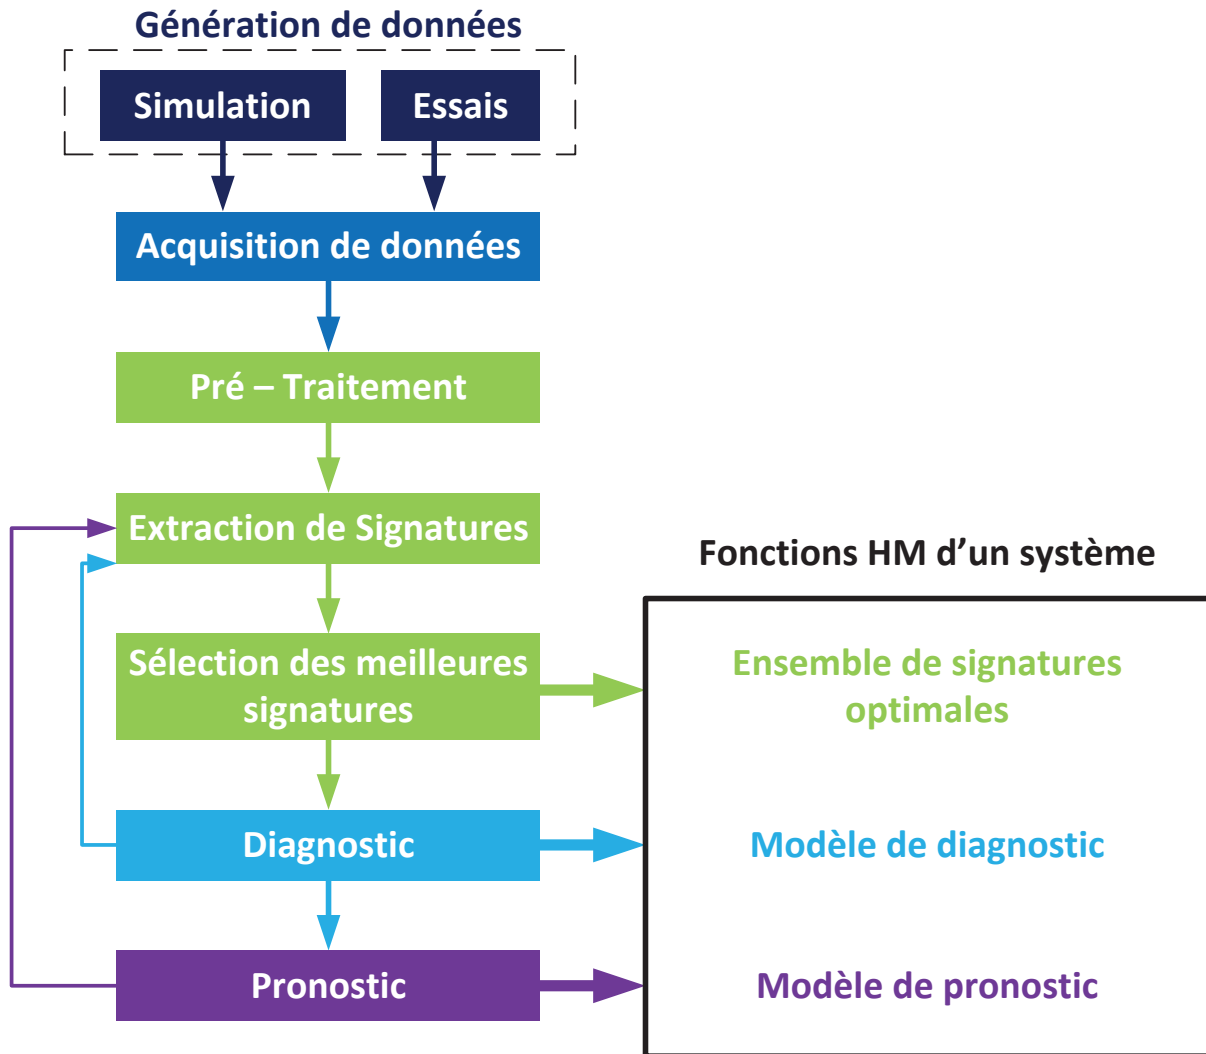 Génération de données
Simulation
Essais
Acquisition de données
Pré – Traitement
Extraction de Signatures
Sélection des meilleures
signatures
Diagnostic
Pronostic
Fonctions HM d’un système
Ensemble de signatures
optimales
Modèle de diagnostic
Modèle de pronostic